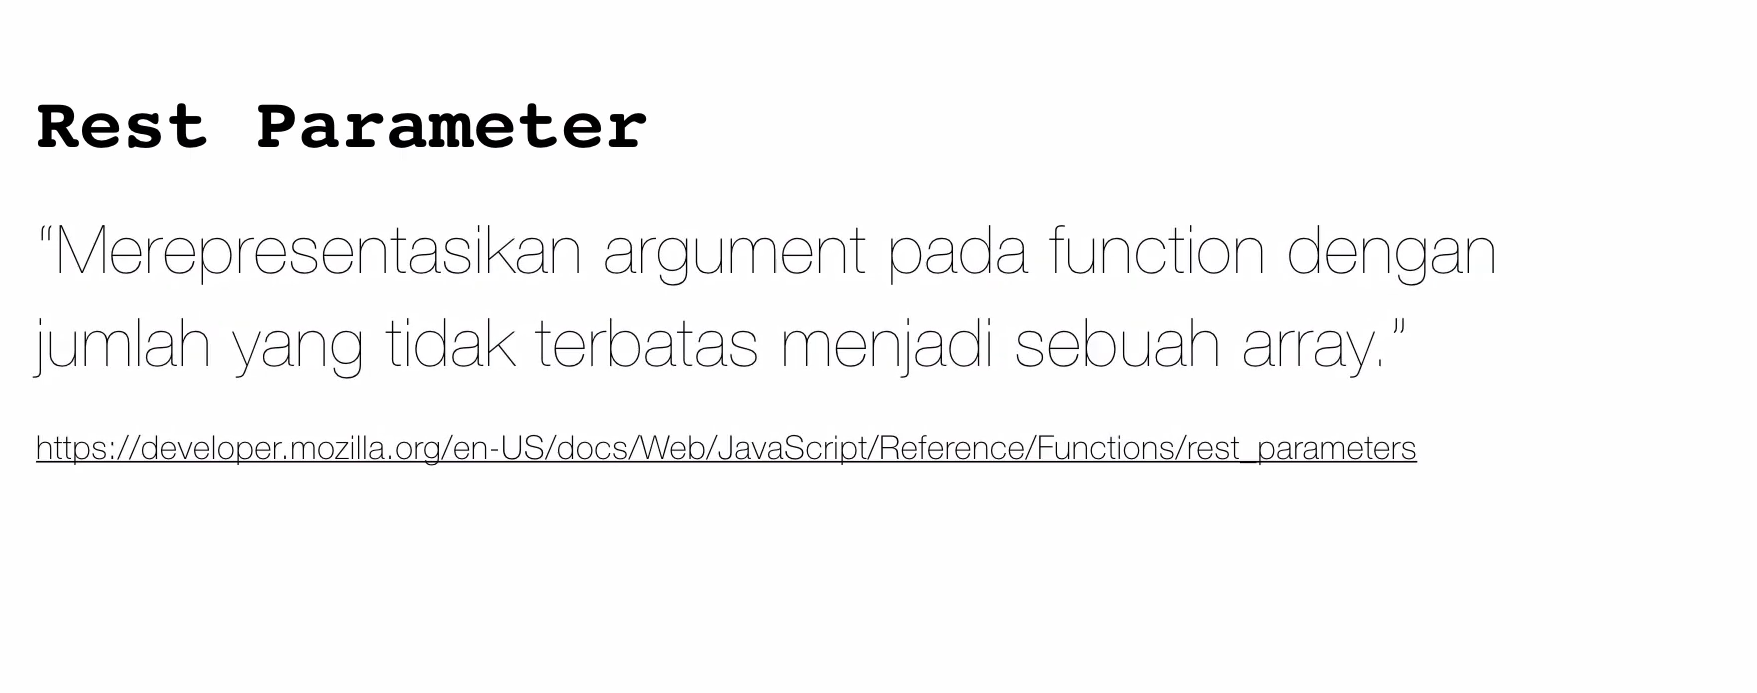 Rest Parameter
“Merepresentasikan argument pada function dengan
jumlah yang tidak terbatas menjadi sebuah array.”
https://developer.mozilla.org/en-US/docs/Web/JavaScript/Reference/Functions/rest_parameters